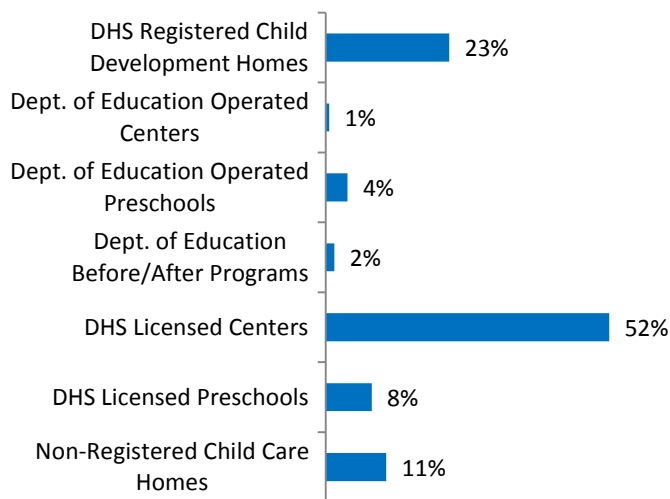 DHS Registered Child
Development Homes
23%
Dept. of Education Operated
Centers
1%
Dept. of Education Operated
Preschools
4%
Dept. of Education
Before/After Programs
2%
DHS Licensed Centers
52%
DHS Licensed Preschools
8%
Non-Registered Child Care
Homes
11%